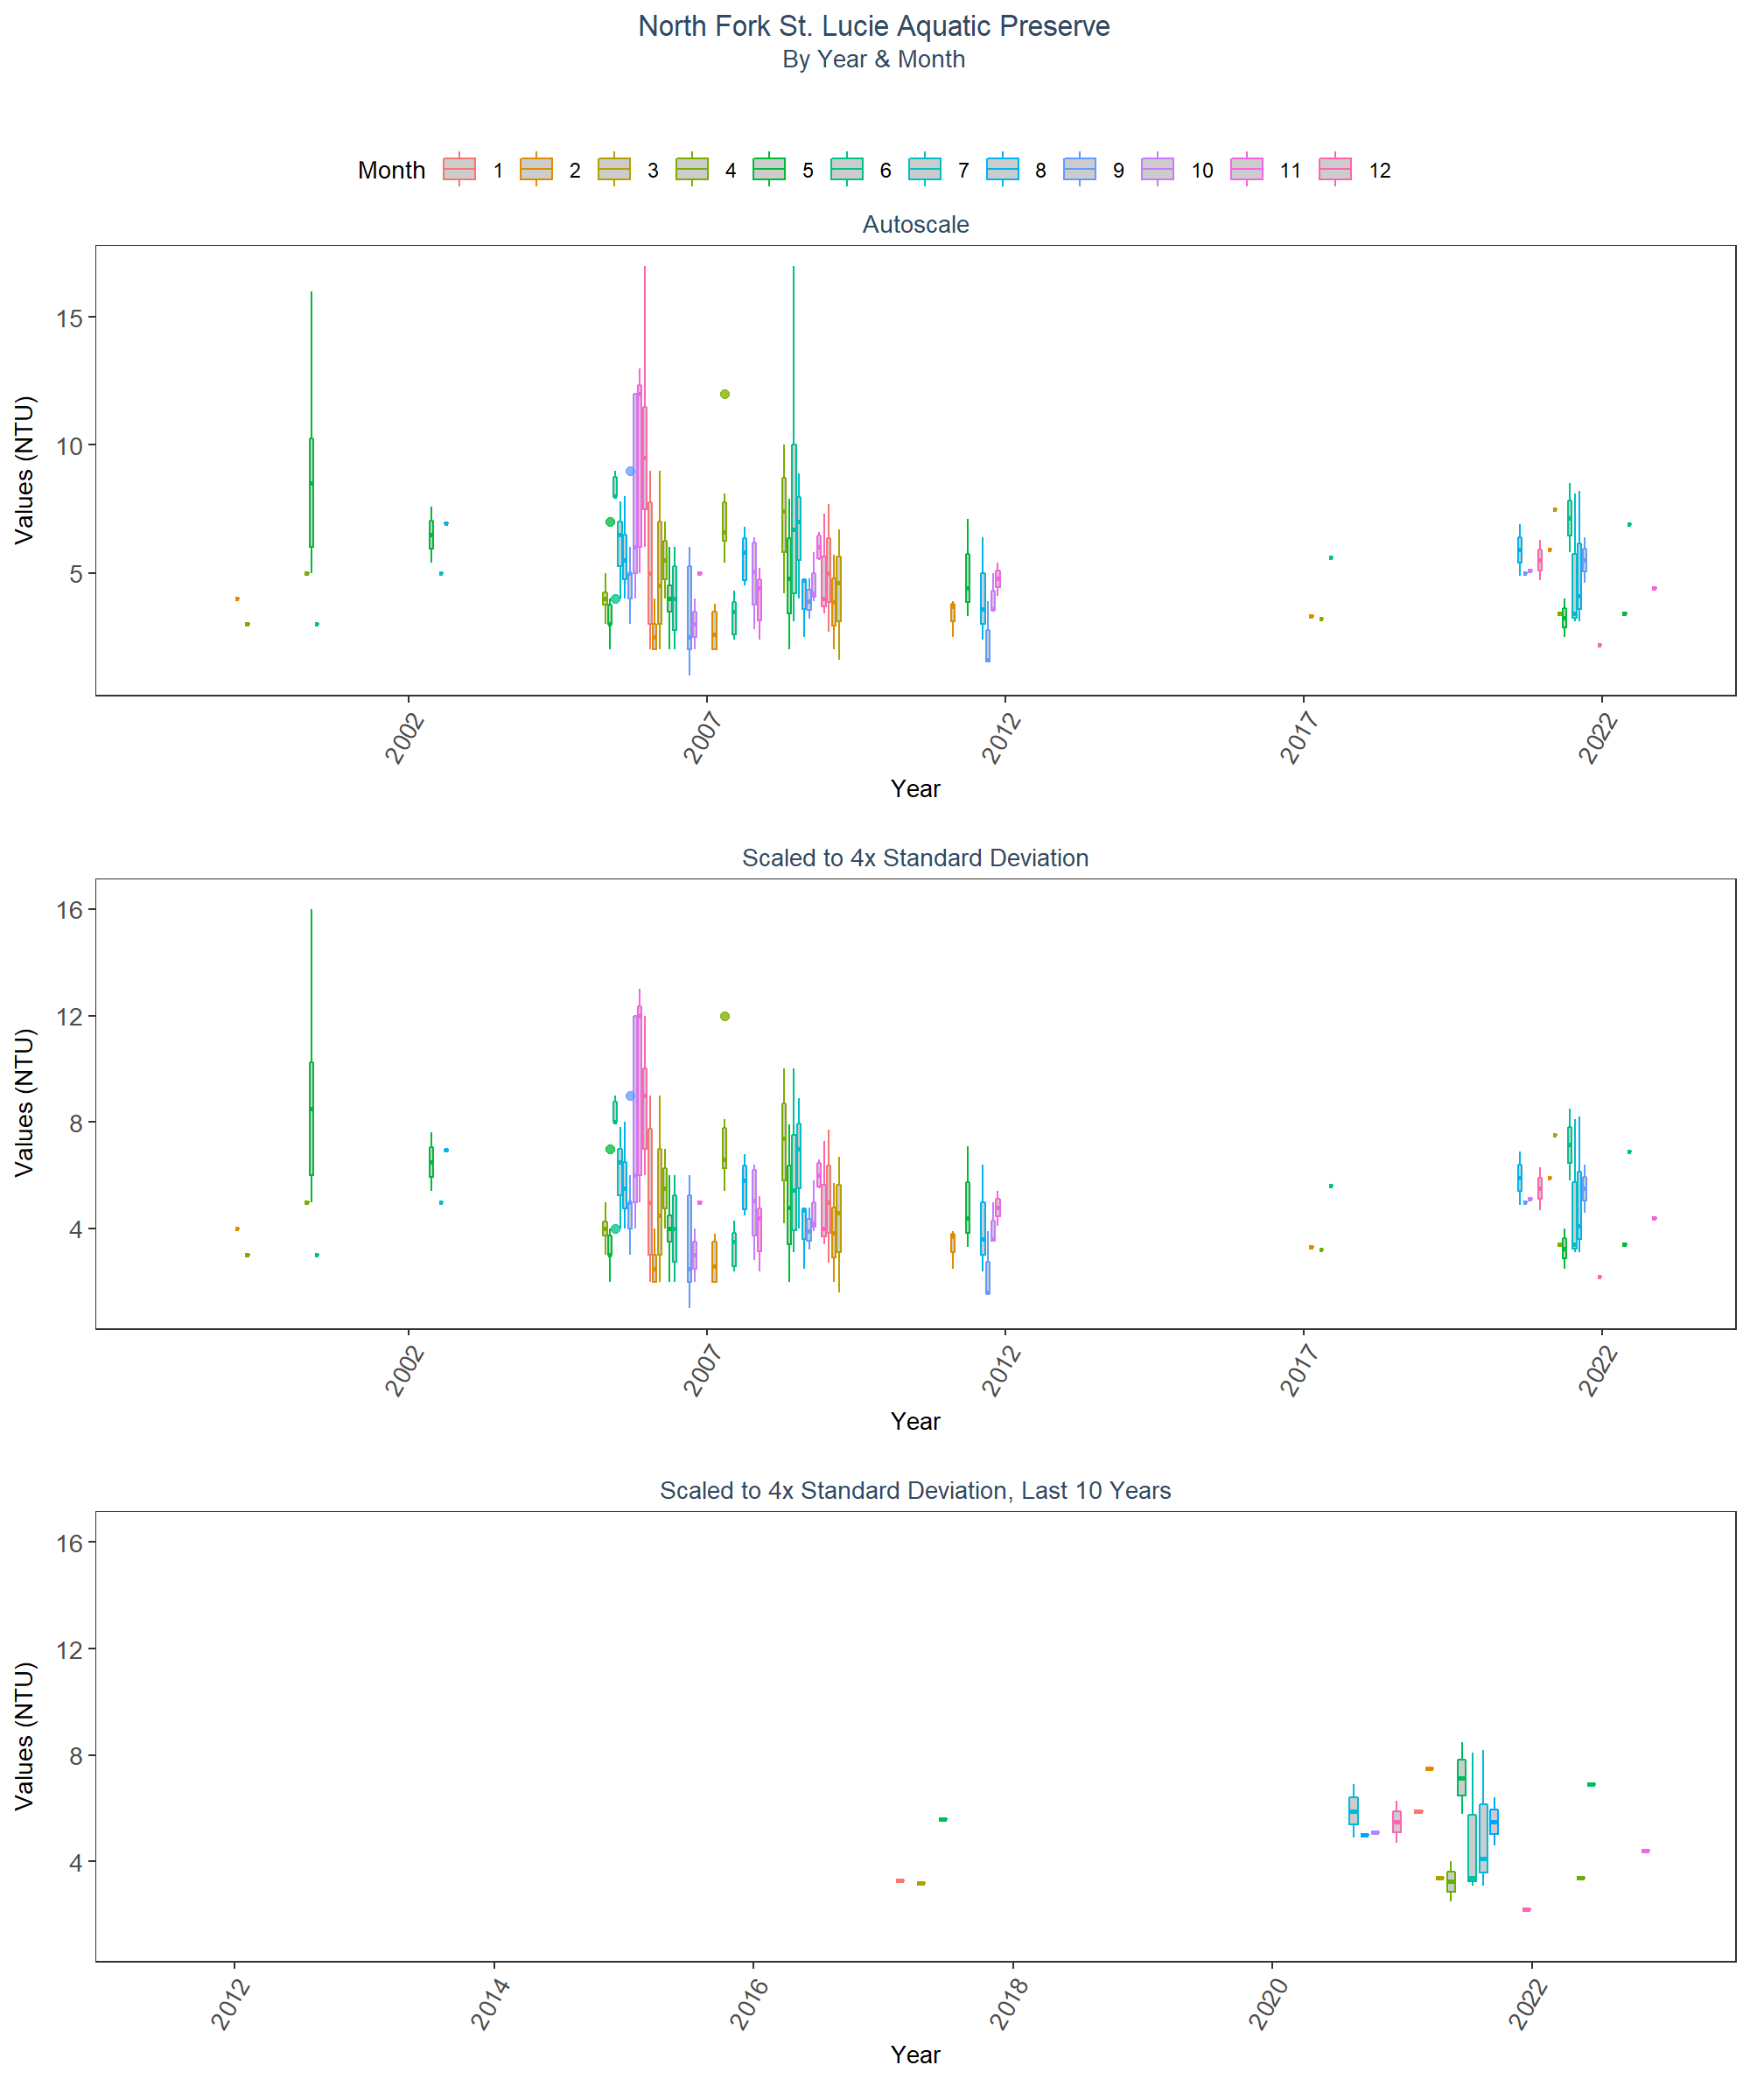 North Fork St. Lucie Aquatic Preserve
By Year & Month
Month 1 2 3 4 5 6 7 8 9 10 11 12
Autoscale
Values (NTU)
15
10
5
2002 2007 2012 2017 2022
Year
Scaled to 4x Standard Deviation
Values (NTU)
16
12
8
4
2002 2007 2012 2017 2022
Year
Scaled to 4x Standard Deviation, Last 10 Years
Values (NTU)
16
12
8
4
2012 2014 2016 2018 2020 2022
Year